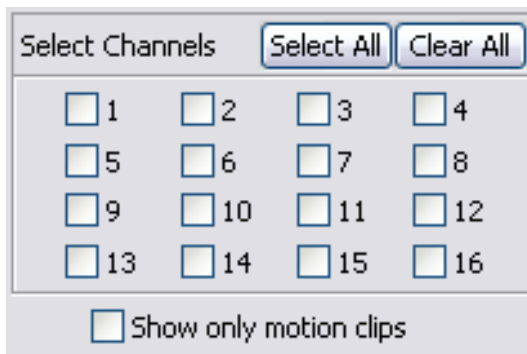 Select Channels Select All Clear All
1 2 3 4
5 6 7 8
9 10 11 12
13 14 15 16
Show only motion clips